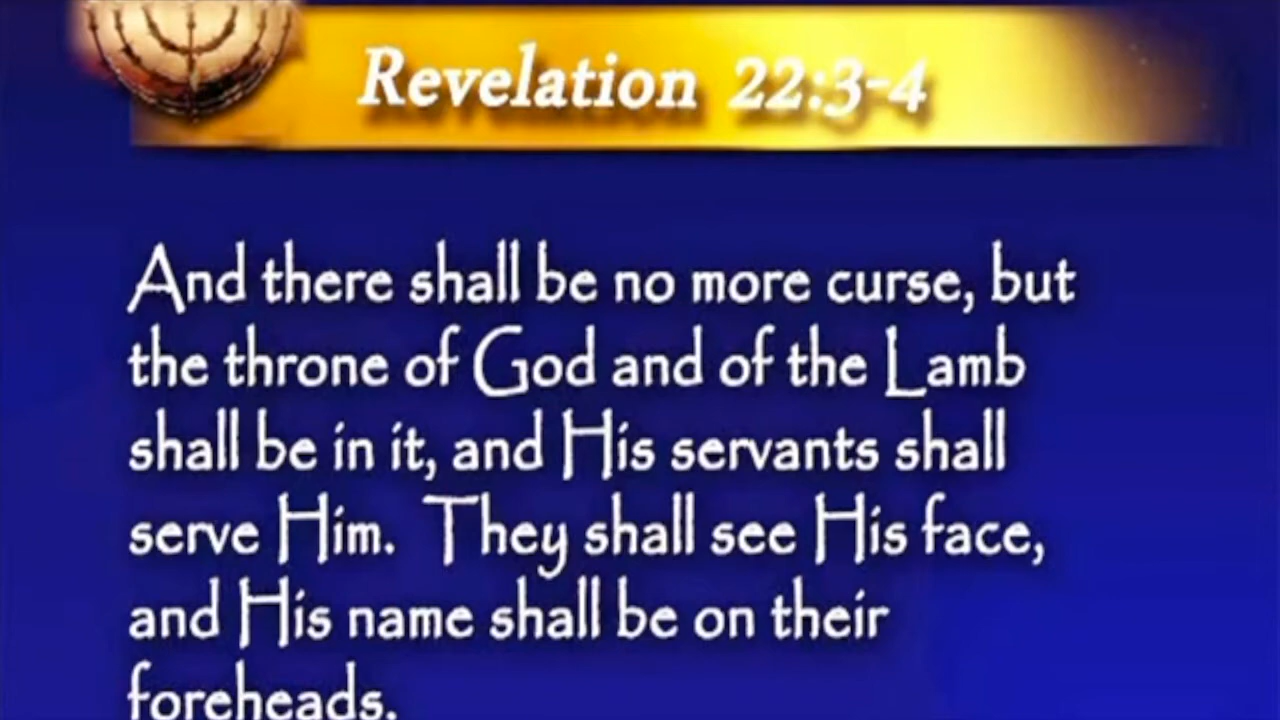 Revelation 22:3-4
And there shall be no more curse, but
the throne of God and of the Lamb
shall be in it, and His servants shall
serve Him. They shall see His face,
and His name shall be on their
foreheads.